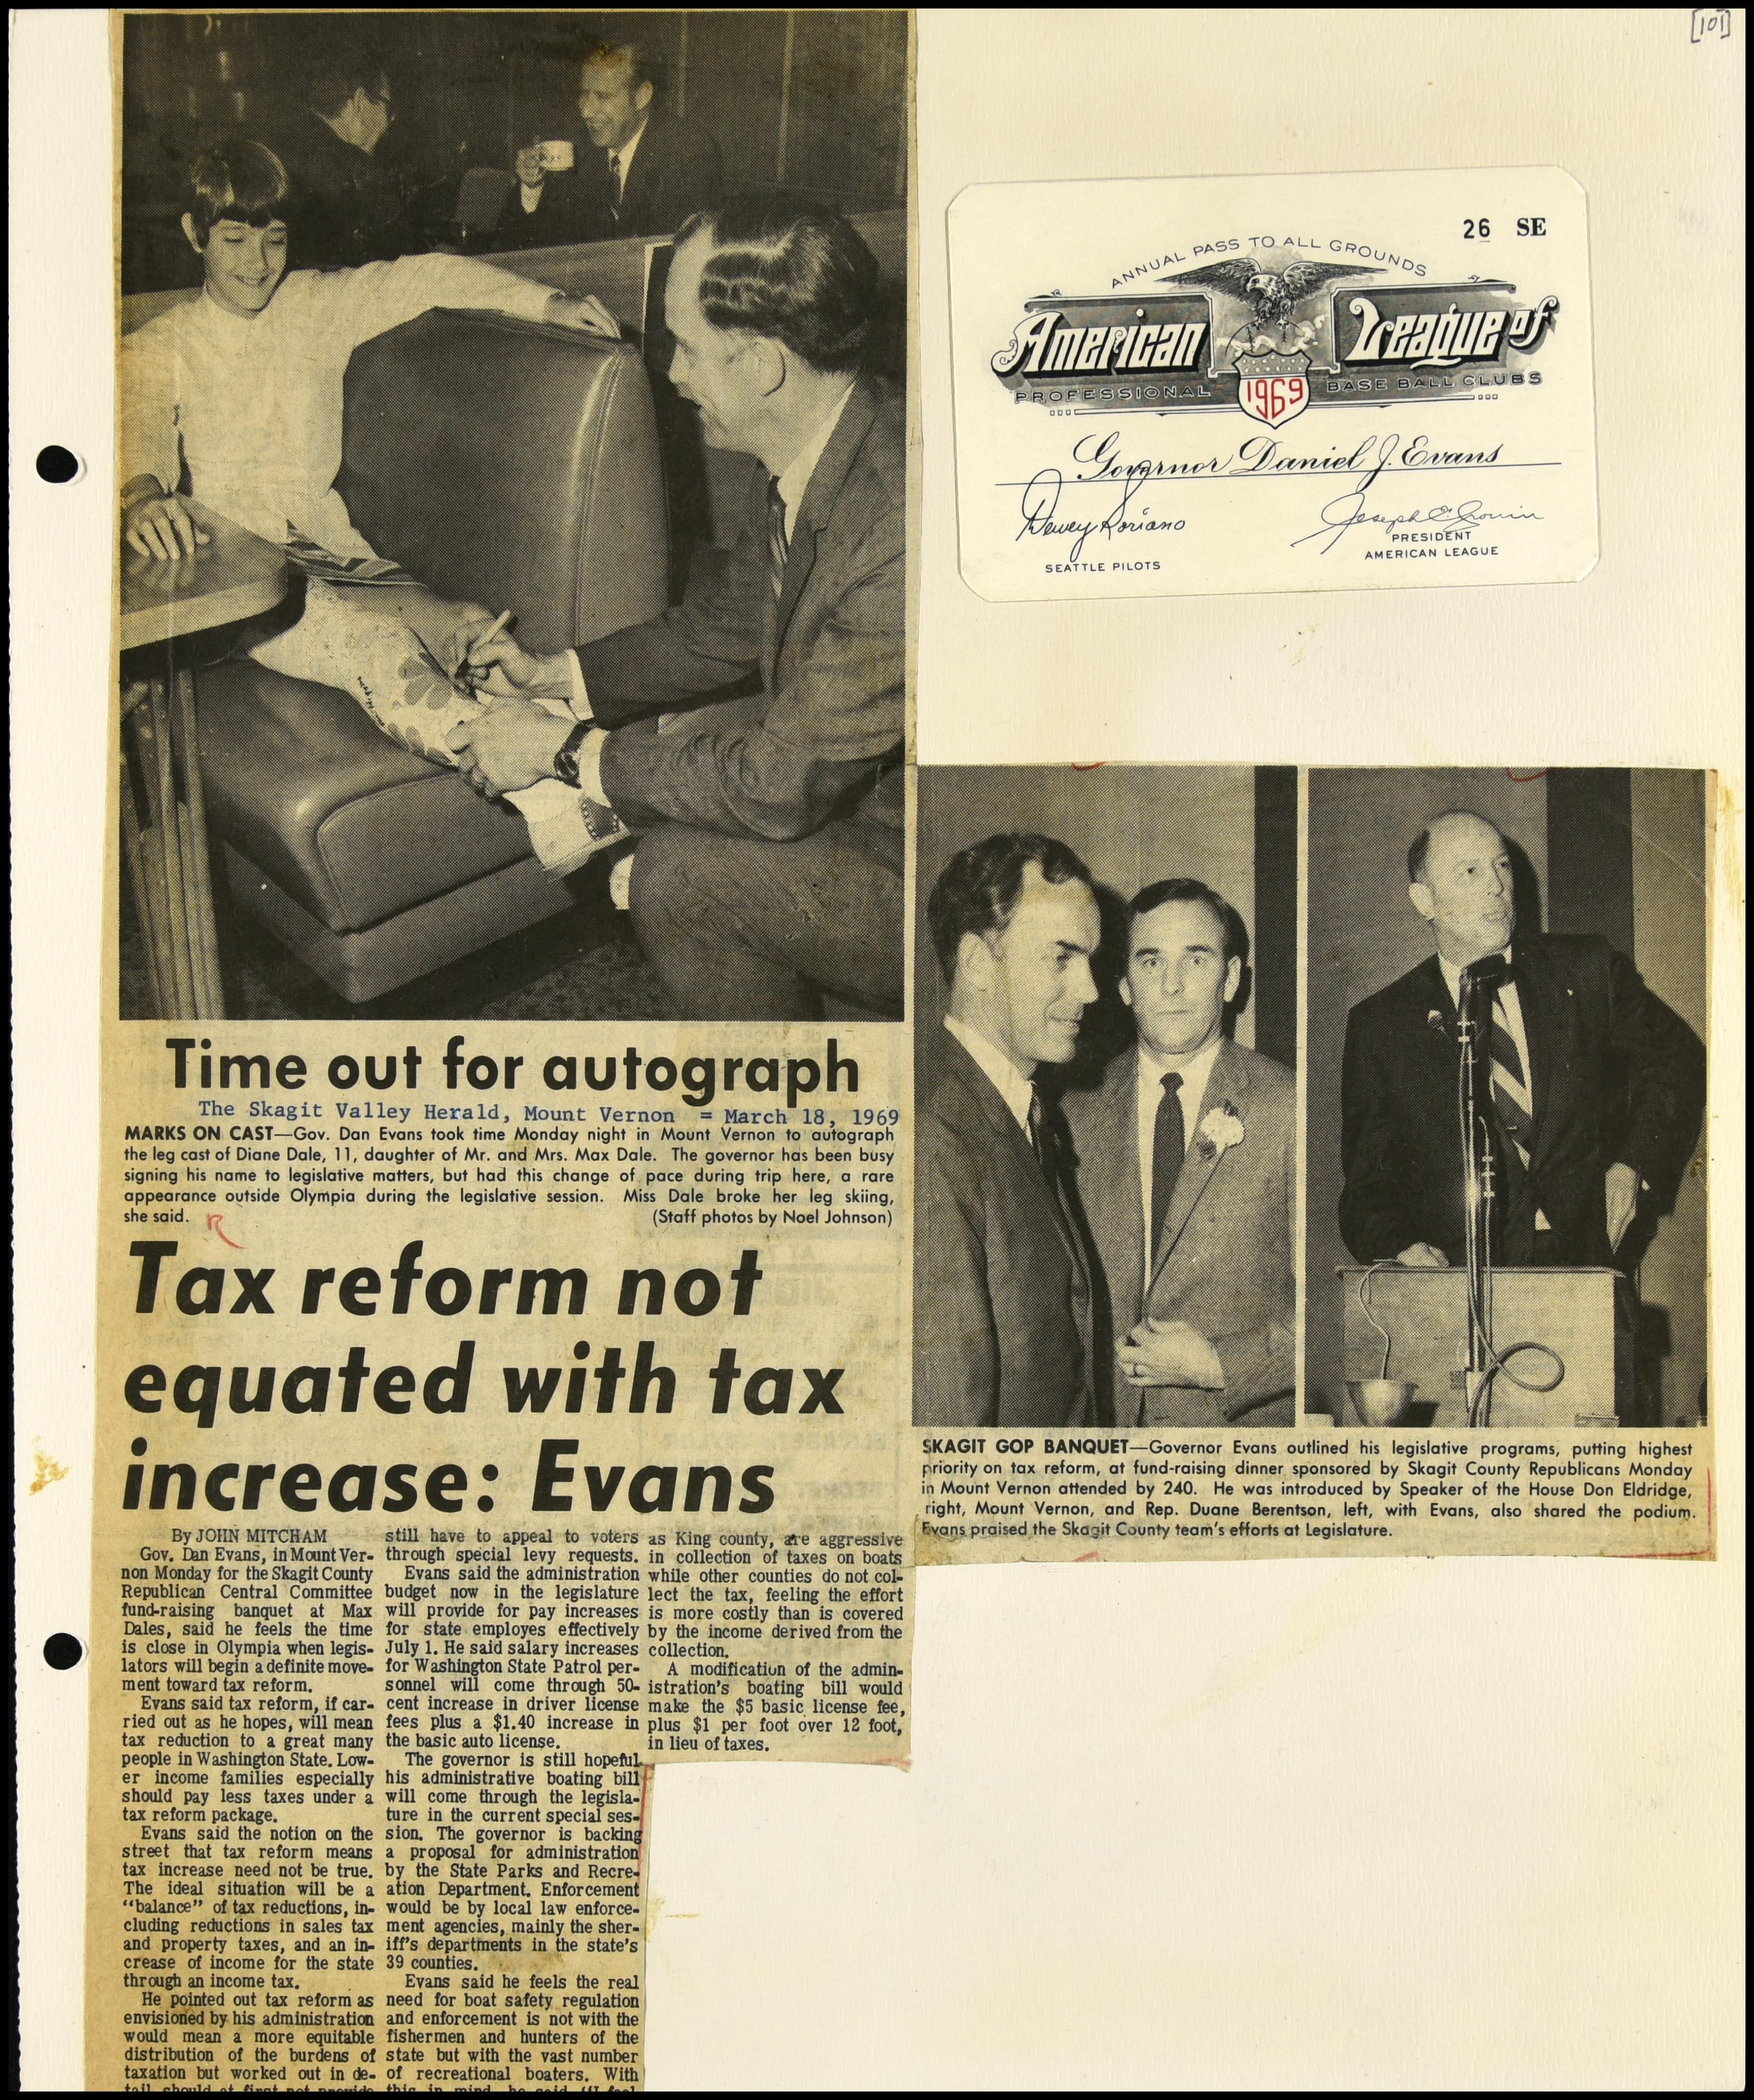 [101]
Time out for autograph
The Skagit Valley Herald, Mount Vernon = March 18, 1969
MARKS ON CAST—Gov. Dan Evans took time Monday night in Mount Vernon to autograph
the leg cast of Diane Dale, 11, daughter of Mr. and Mrs. Max Dale. The governor has been busy
signing his name to legislative matters, but had this change of pace during trip here, a rare
appearance outside Olympia during the legislative session. Miss Dale broke her leg skiing,
she said. (Staff photos by Noel Johnson)
R
Tax reform not
equated with tax
increase: Evans
By JOHN MITCHAM
Gov. Dan Evans, in Mount Ver-
non Monday for the Skagit County
Republican Central Committee
fund-raising banquet at Max
Dales, said he feels the time
is close in Olympia when legis-
lators will begin a definite move-
ment toward tax reform.
Evans said tax reform, if car-
ried out as he hopes, will mean
tax reduction to a great many
people in Washington State. Low-
er income families especially
should pay less taxes under a
tax reform package.
Evans said the notion on the
street that tax reform means
tax increase need not be true.
The ideal situation will be a
"balance" of tax reductions, in-
cluding reductions in sales tax
and property taxes, and an in-
crease of income for the state
through an income tax.
He pointed out tax reform as
envisioned by his administration
would mean a more equitable
distribution of the burdens of
taxation but worked out in de-
tail should at first not provide
still have to appeal to voters
through special levy requests.
Evans said the administration
budget now in the legislature
will provide for pay increases
for state employes effectively
July 1. He said salary increases
for Washington State Patrol per-
sonnel will come through 50-
cent increase in driver license
fees plus a $1.40 increase in
the basic auto license.
The governor is still hopeful
his administrative boating bill
will come through the legisla-
ture in the current special ses-
sion. The governor is backing
a proposal for administration
by the State Parks and Recre-
ation Department. Enforcement
would be by local law enforce-
ment agencies, mainly the sher-
iff's departments in the state's
39 counties.
Evans said he feels the real
need for boat safety regulation
and enforcement is not with the
fishermen and hunters of the
state but with the vast number
of recreational boaters. With
this in mind, he said "I feel
as King county, are aggressive
in collection of taxes on boats
while other counties do not col-
lect the tax, feeling the effort
is more costly than is covered
by the income derived from the
collection.
A modification of the admin-
istration's boating bill would
make the $5 basic license fee,
plus $1 per foot over 12 foot,
in lieu of taxes.
26 SE
ANNUAL PASS TO ALL GROUNDS
American League of
PROFESSIONAL BASE BALL CLUBS
1969
Governor Daniel J. Evans
Dewey Soriano
SEATTLE PILOTS
Joseph E. Cronin
PRESIDENT
AMERICAN LEAGUE
SKAGIT GOP BANQUET—Governor Evans outlined his legislative programs, putting highest
priority on tax reform, at fund-raising dinner sponsored by Skagit County Republicans Monday
in Mount Vernon attended by 240. He was introduced by Speaker of the House Don Eldridge,
right, Mount Vernon, and Rep. Duane Berentson, left, with Evans, also shared the podium.
Evans praised the Skagit County team's efforts at Legislature.